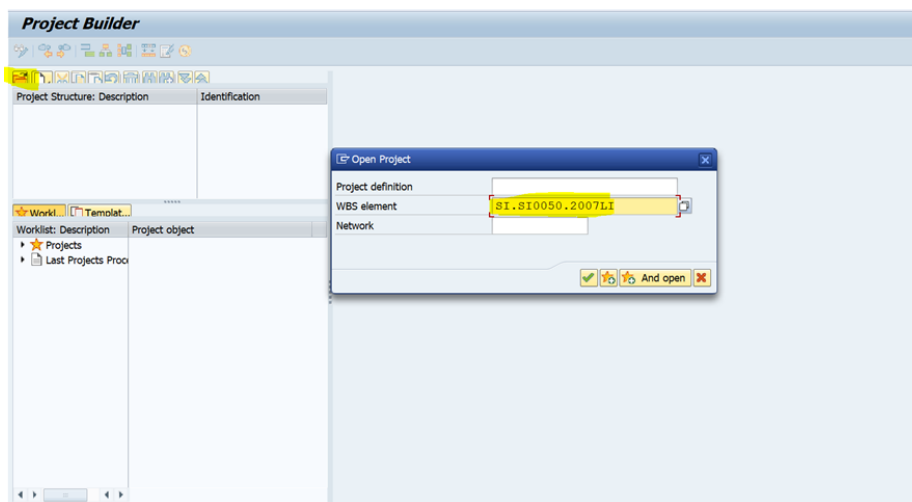 Project Builder
Project Structure: Description Identification
Open Project
Project definition
WBS element SI.SI0050.2007LI
Network
And open
Workl... Templat...
Worklist: Description Project object
Projects
Last Projects Proc